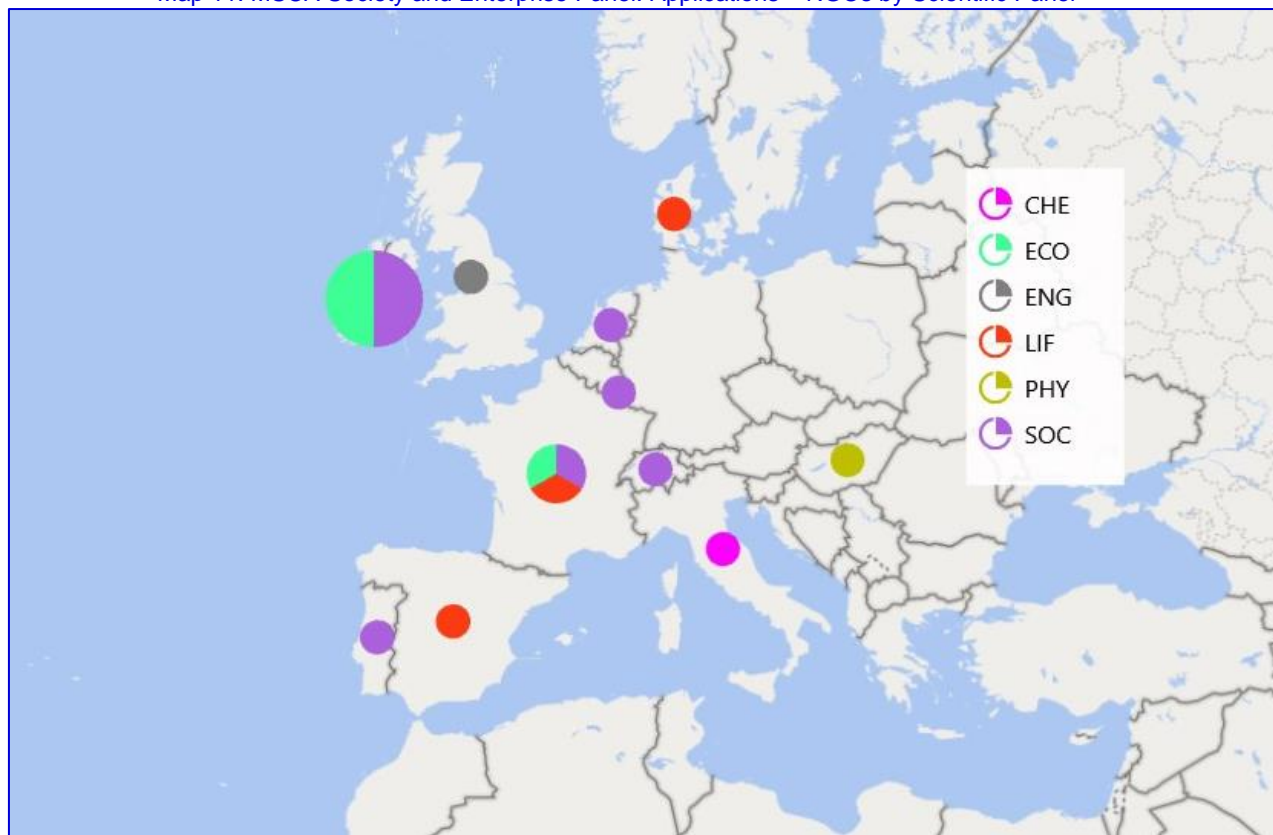 Map 11: MSCA Society and Enterprise Panel: Applications – NGOs by Scientific Panel
CHE
ECO
ENG
LIF
PHY
SOC